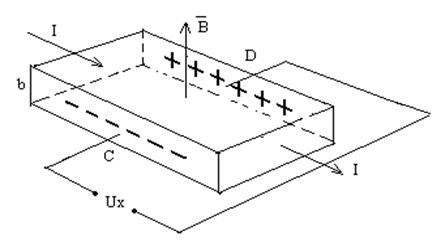 I
B̅
D
b
+ + + + + +
− − − − − − −
C
I
Ux